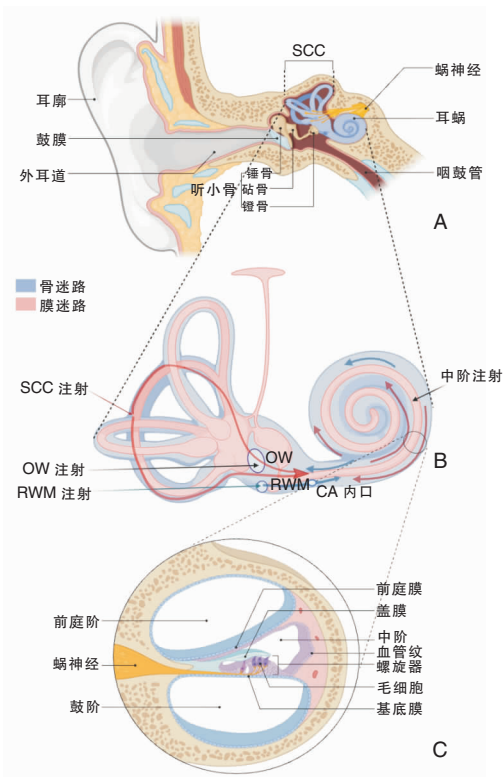 SCC
蜗神经
耳廓
耳蜗
鼓膜
外耳道
锤骨
听小骨
砧骨
镫骨
咽鼓管
A
骨迷路
膜迷路
中阶注射
SCC 注射
OW
OW 注射
B
RWM
RWM 注射
CA 内口
前庭膜
盖膜
前庭阶
中阶
血管纹
蜗神经
螺旋器
毛细胞
鼓阶
基底膜
C